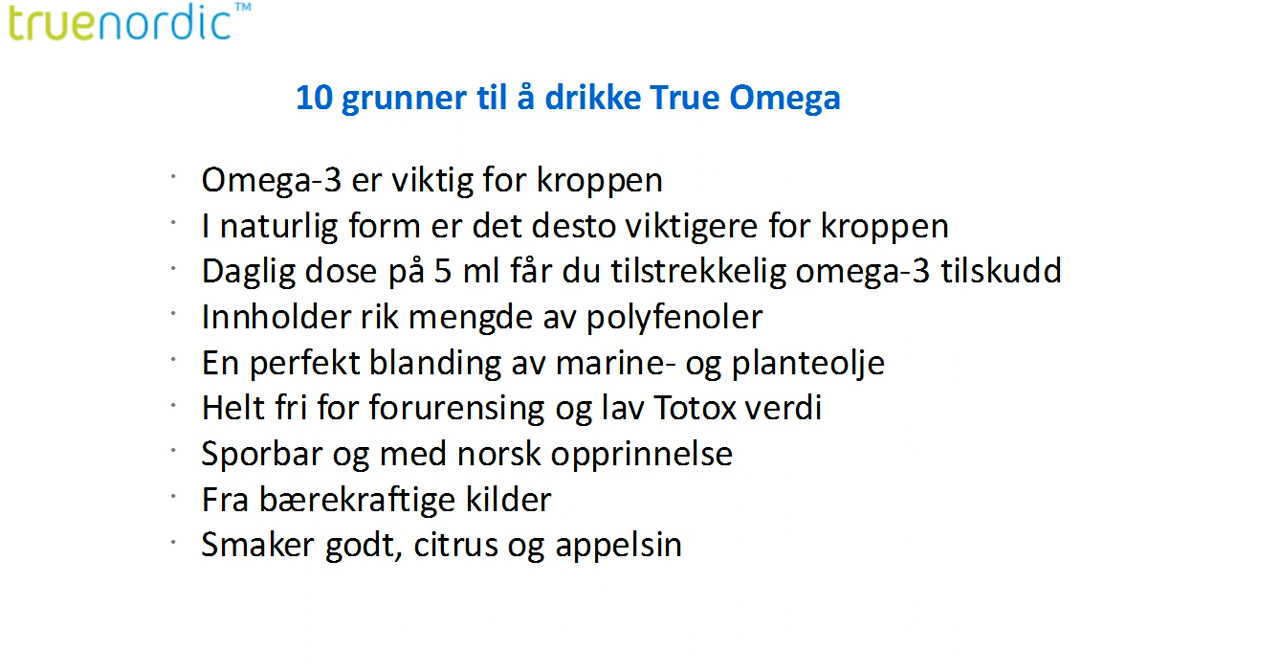 truenordic™
10 grunner til å drikke True Omega
· Omega-3 er viktig for kroppen
· I naturlig form er det desto viktigere for kroppen
· Daglig dose på 5 ml får du tilstrekkelig omega-3 tilskudd
· Innholder rik mengde av polyfenoler
· En perfekt blanding av marine- og planteolje
· Helt fri for forurensing og lav Totox verdi
· Sporbar og med norsk opprinnelse
· Fra bærekraftige kilder
· Smaker godt, citrus og appelsin